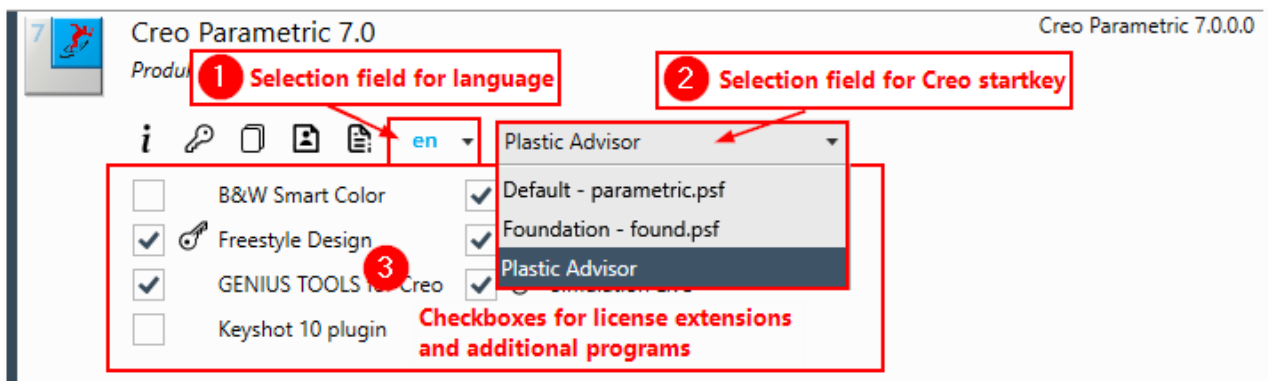 7
Creo Parametric 7.0
Creo Parametric 7.0.0.0
Produ
1 Selection field for language
2 Selection field for Creo startkey
i en Plastic Advisor
B&W Smart Color
Default - parametric.psf
Freestyle Design
Foundation - found.psf
3
Plastic Advisor
GENIUS TOOLS for Creo
Keyshot 10 plugin
Checkboxes for license extensions
and additional programs